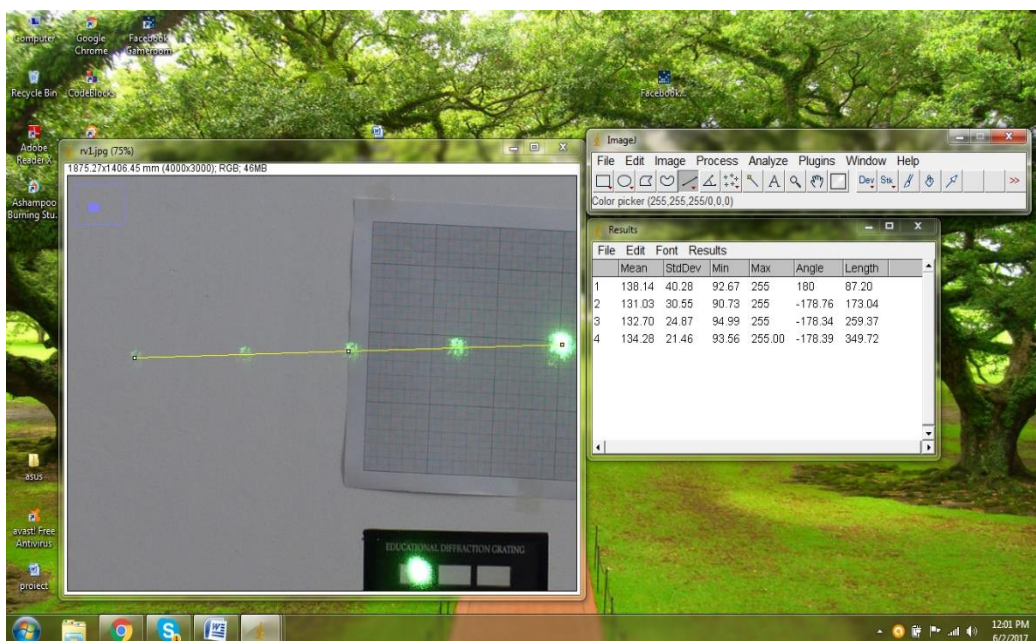 Computer
Google Chrome
Facebook Gameroom
Recycle Bin
CodeBlocks
Facebook...
Adobe Reader X
Ashampoo Burning Stu...
rv1.jpg (75%)
1875.27x1406.45 mm (4000x3000); RGB; 46MB
EDUCATIONAL DIFFRACTION GRATING
ImageJ
File Edit Image Process Analyze Plugins Window Help
A Dev Stk >>
Color picker (255,255,255/0,0,0)
Results
File Edit Font Results
Mean StdDev Min Max Angle Length
1 138.14 40.28 92.67 255 180 87.20
2 131.03 30.55 90.73 255 -178.76 173.04
3 132.70 24.87 94.99 255 -178.34 259.37
4 134.28 21.46 93.56 255.00 -178.39 349.72
asus
avast! Free Antivirus
12:01 PM
6/2/2017